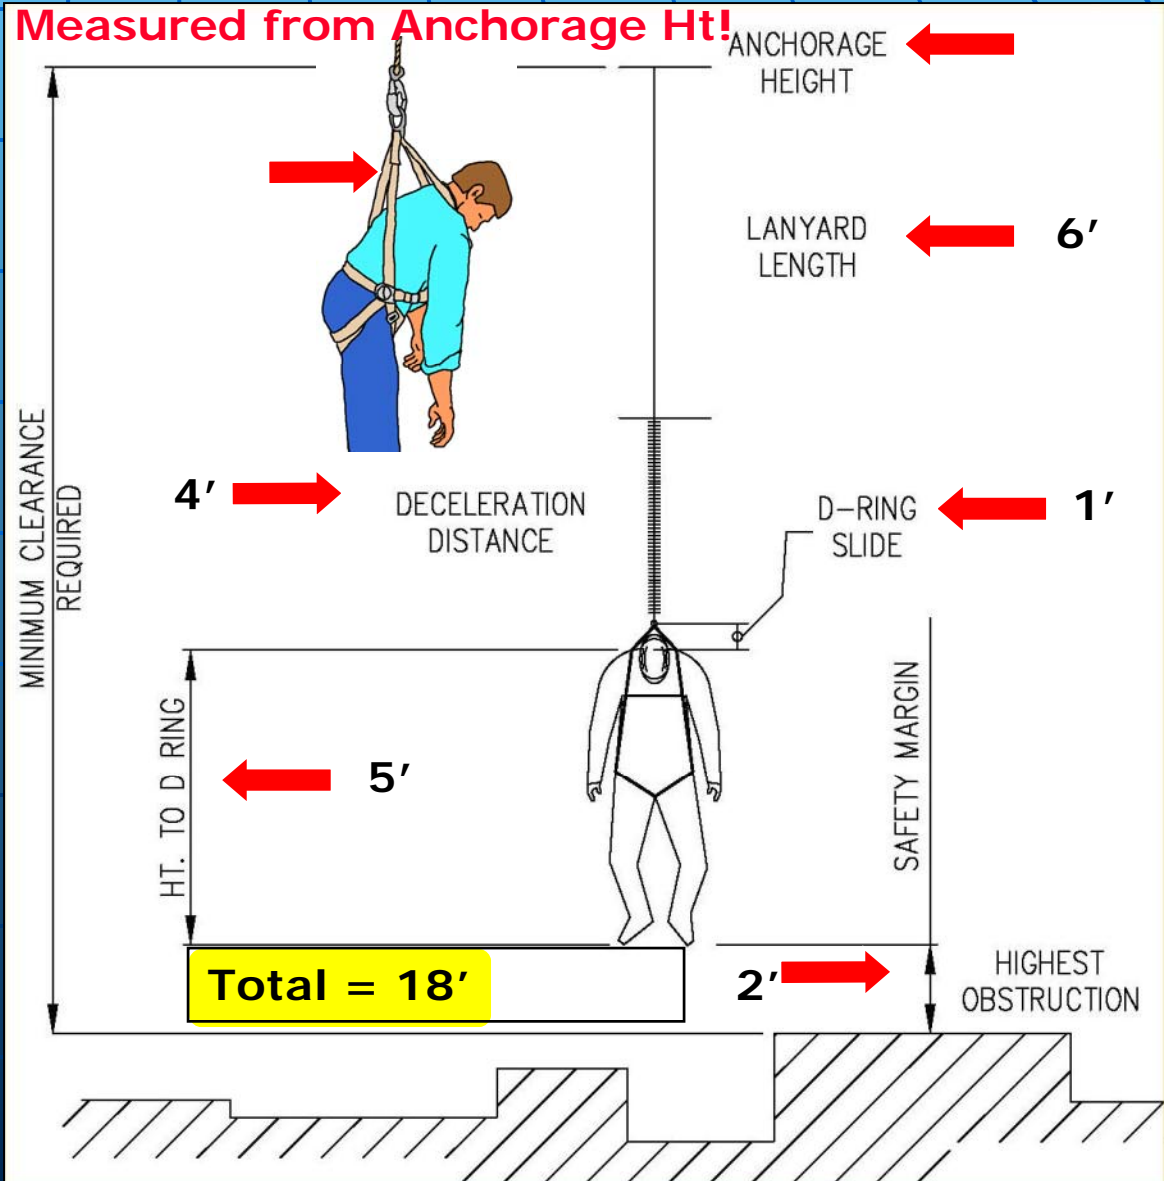 Measured from Anchorage Ht!
ANCHORAGE
HEIGHT
LANYARD
LENGTH
6′
MINIMUM CLEARANCE
REQUIRED
4′
DECELERATION
DISTANCE
D-RING
SLIDE
1′
HT. TO D RING
5′
SAFETY MARGIN
Total = 18′
2′
HIGHEST
OBSTRUCTION